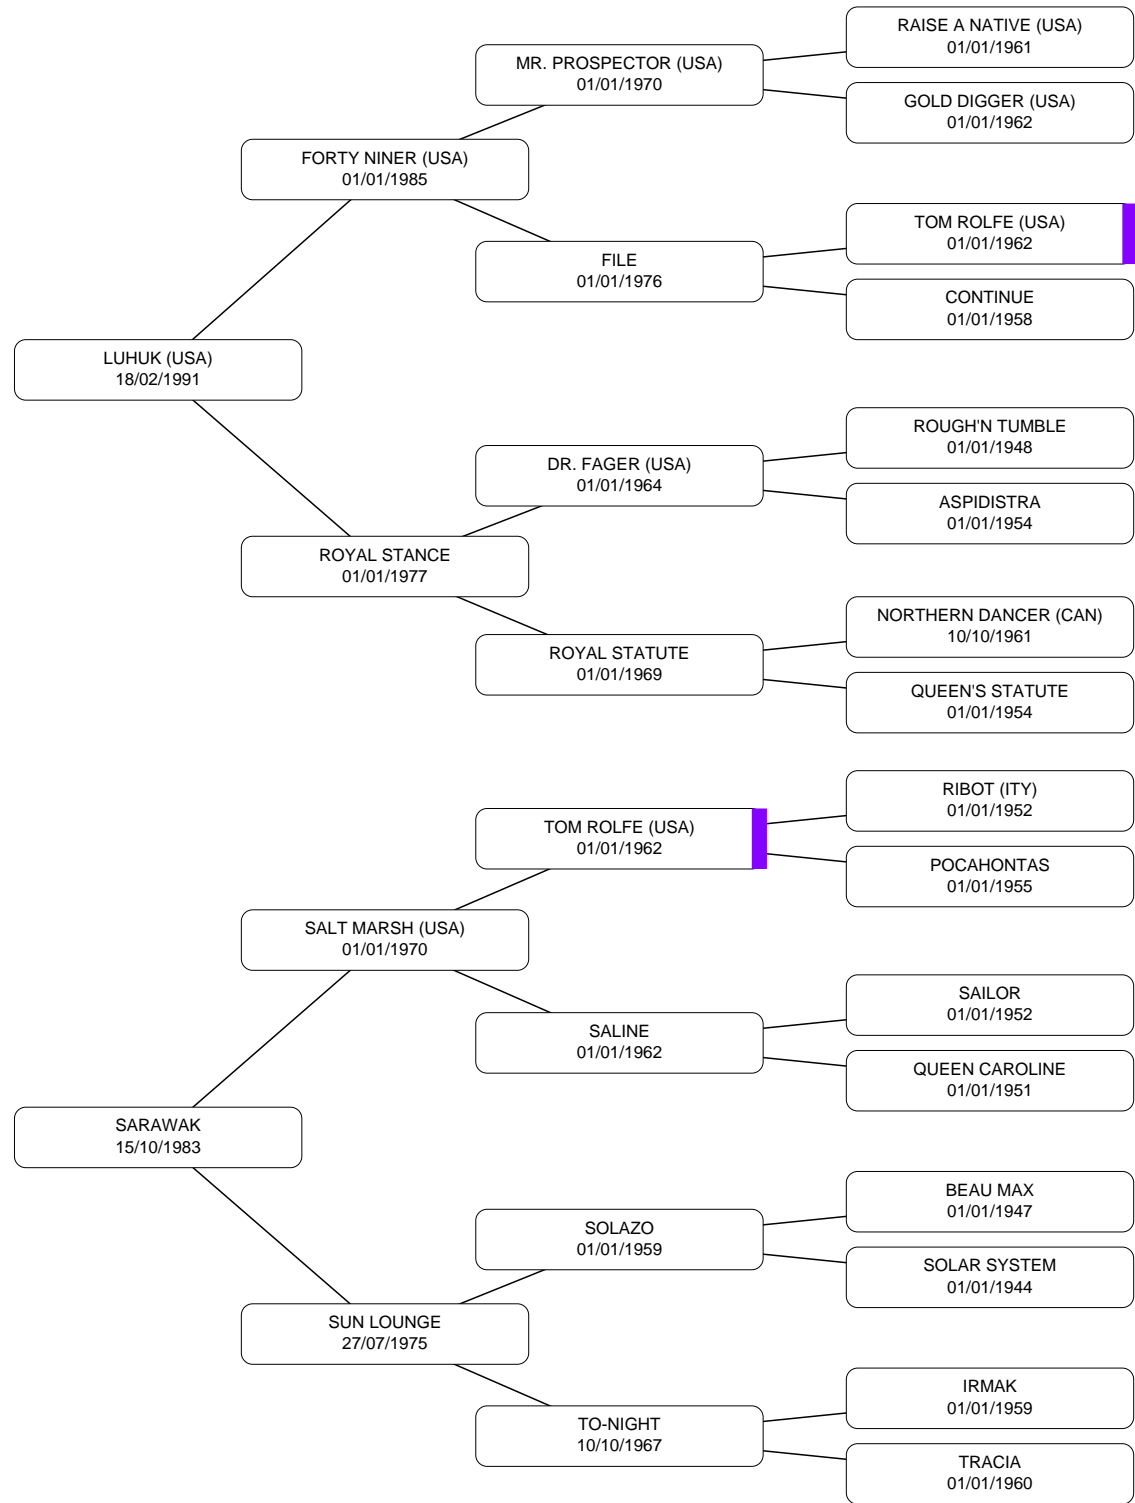 RAISE A NATIVE (USA)
01/01/1961
MR. PROSPECTOR (USA)
01/01/1970
GOLD DIGGER (USA)
01/01/1962
FORTY NINER (USA)
01/01/1985
TOM ROLFE (USA)
01/01/1962
FILE
01/01/1976
CONTINUE
01/01/1958
LUHUK (USA)
18/02/1991
ROUGH'N TUMBLE
01/01/1948
DR. FAGER (USA)
01/01/1964
ASPIDISTRA
01/01/1954
ROYAL STANCE
01/01/1977
NORTHERN DANCER (CAN)
10/10/1961
ROYAL STATUTE
01/01/1969
QUEEN'S STATUTE
01/01/1954
RIBOT (ITY)
01/01/1952
TOM ROLFE (USA)
01/01/1962
POCAHONTAS
01/01/1955
SALT MARSH (USA)
01/01/1970
SAILOR
01/01/1952
SALINE
01/01/1962
QUEEN CAROLINE
01/01/1951
SARAWAK
15/10/1983
BEAU MAX
01/01/1947
SOLAZO
01/01/1959
SOLAR SYSTEM
01/01/1944
SUN LOUNGE
27/07/1975
IRMAK
01/01/1959
TO-NIGHT
10/10/1967
TRACIA
01/01/1960